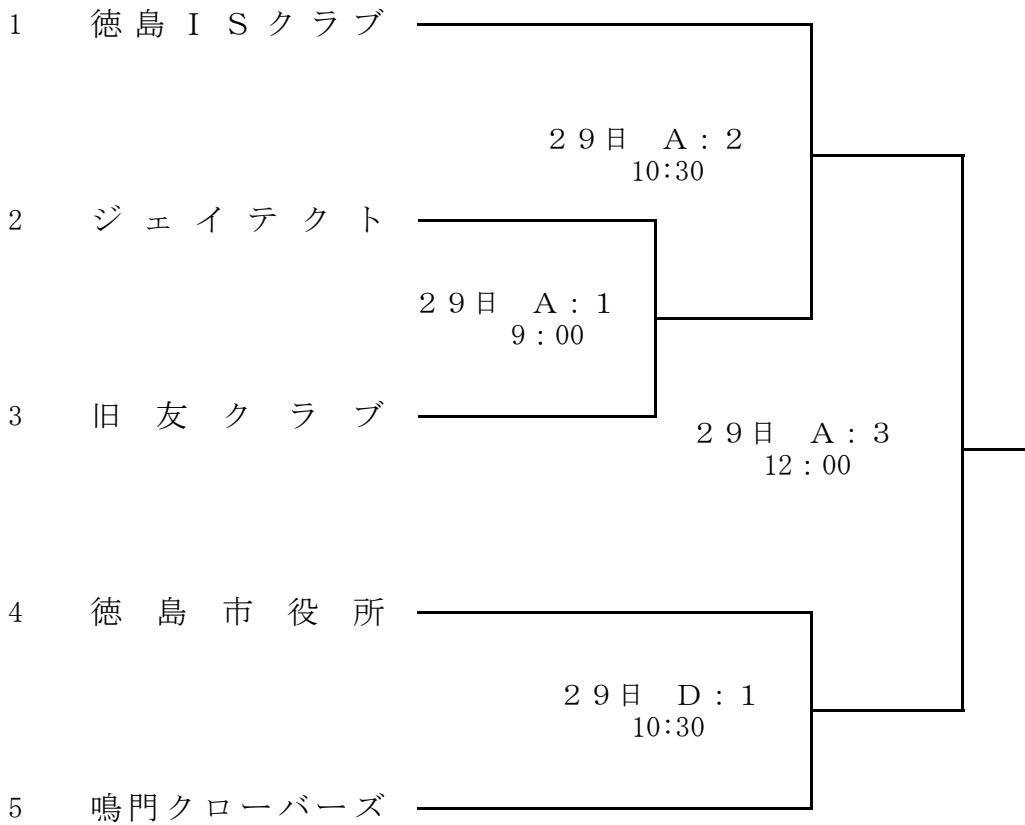 1 徳島ＩＳクラブ
２９日 Ａ：２
10:30
2 ジェイテクト
２９日 Ａ：１
9：00
3 旧友クラブ
２９日 Ａ：３
12：00
4 徳島市役所
２９日 Ｄ：１
10:30
5 鳴門クローバーズ